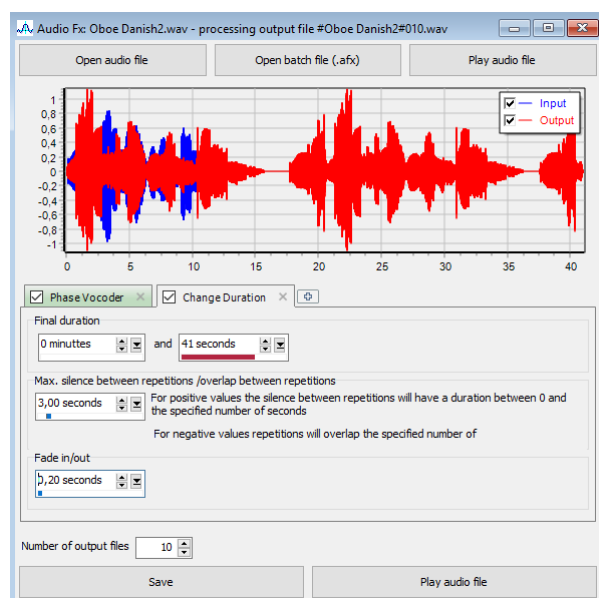 Audio Fx: Oboe Danish2.wav - processing output file #Oboe Danish2#010.wav
Open audio file Open batch file (.afx) Play audio file
1
0,8
0,6
0,4
0,2
0
-0,2
-0,4
-0,6
-0,8
-1
Input
Output
0 5 10 15 20 25 30 35 40
Phase Vocoder Change Duration
Final duration
0 minuttes and 41 seconds
Max. silence between repetitions /overlap between repetitions
3,00 seconds
For positive values the silence between repetitions will have a duration between 0 and
the specified number of seconds
For negative values repetitions will overlap the specified number of
Fade in/out
0,20 seconds
Number of output files 10
Save Play audio file